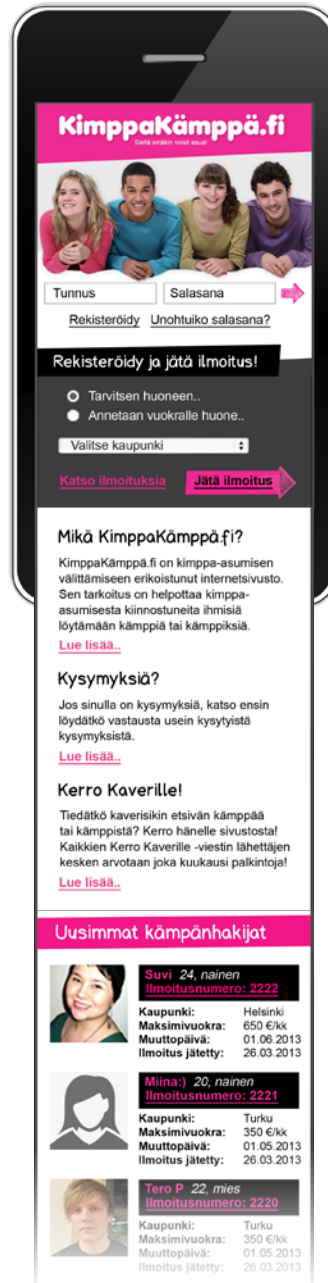 KimppaKämppä.fi
Siellä sinäkin voisit asua!
Tunnus Salasana
Rekisteröidy Unohtuiko salasana?
Rekisteröidy ja jätä ilmoitus!
Tarvitsen huoneen..
Annetaan vuokralle huone..
Valitse kaupunki
Katso ilmoituksia Jätä ilmoitus
Mikä KimppaKämppä.fi?
KimppaKämppä.fi on kimppa-asumisen
välittämiseen erikoistunut internetsivusto.
Sen tarkoitus on helpottaa kimppa-
asumisesta kiinnostuneita ihmisiä
löytämään kämppiä tai kämppiksiä.
Lue lisää..
Kysymyksiä?
Jos sinulla on kysymyksiä, katso ensin
löydätkö vastausta usein kysytyistä
kysymyksistä.
Lue lisää..
Kerro Kaverille!
Tiedätkö kaverisikin etsivän kämppää
tai kämppistä? Kerro hänelle sivustosta!
Kaikkien Kerro Kaverille -viestin lähettäjen
kesken arvotaan joka kuukausi palkintoja!
Lue lisää..
Uusimmat kämpänhakijat
Suvi 24, nainen
Ilmoitusnumero: 2222
Kaupunki: Helsinki
Maksimivuokra: 650 €/kk
Muuttopäivä: 01.06.2013
Ilmoitus jätetty: 26.03.2013
Miina:) 20, nainen
Ilmoitusnumero: 2221
Kaupunki: Turku
Maksimivuokra: 350 €/kk
Muuttopäivä: 01.05.2013
Ilmoitus jätetty: 26.03.2013
Tero P 22, mies
Ilmoitusnumero: 2220
Kaupunki: Turku
Maksimivuokra: 350 €/kk
Muuttopäivä: 01.05.2013
Ilmoitus jätetty: 26.03.2013